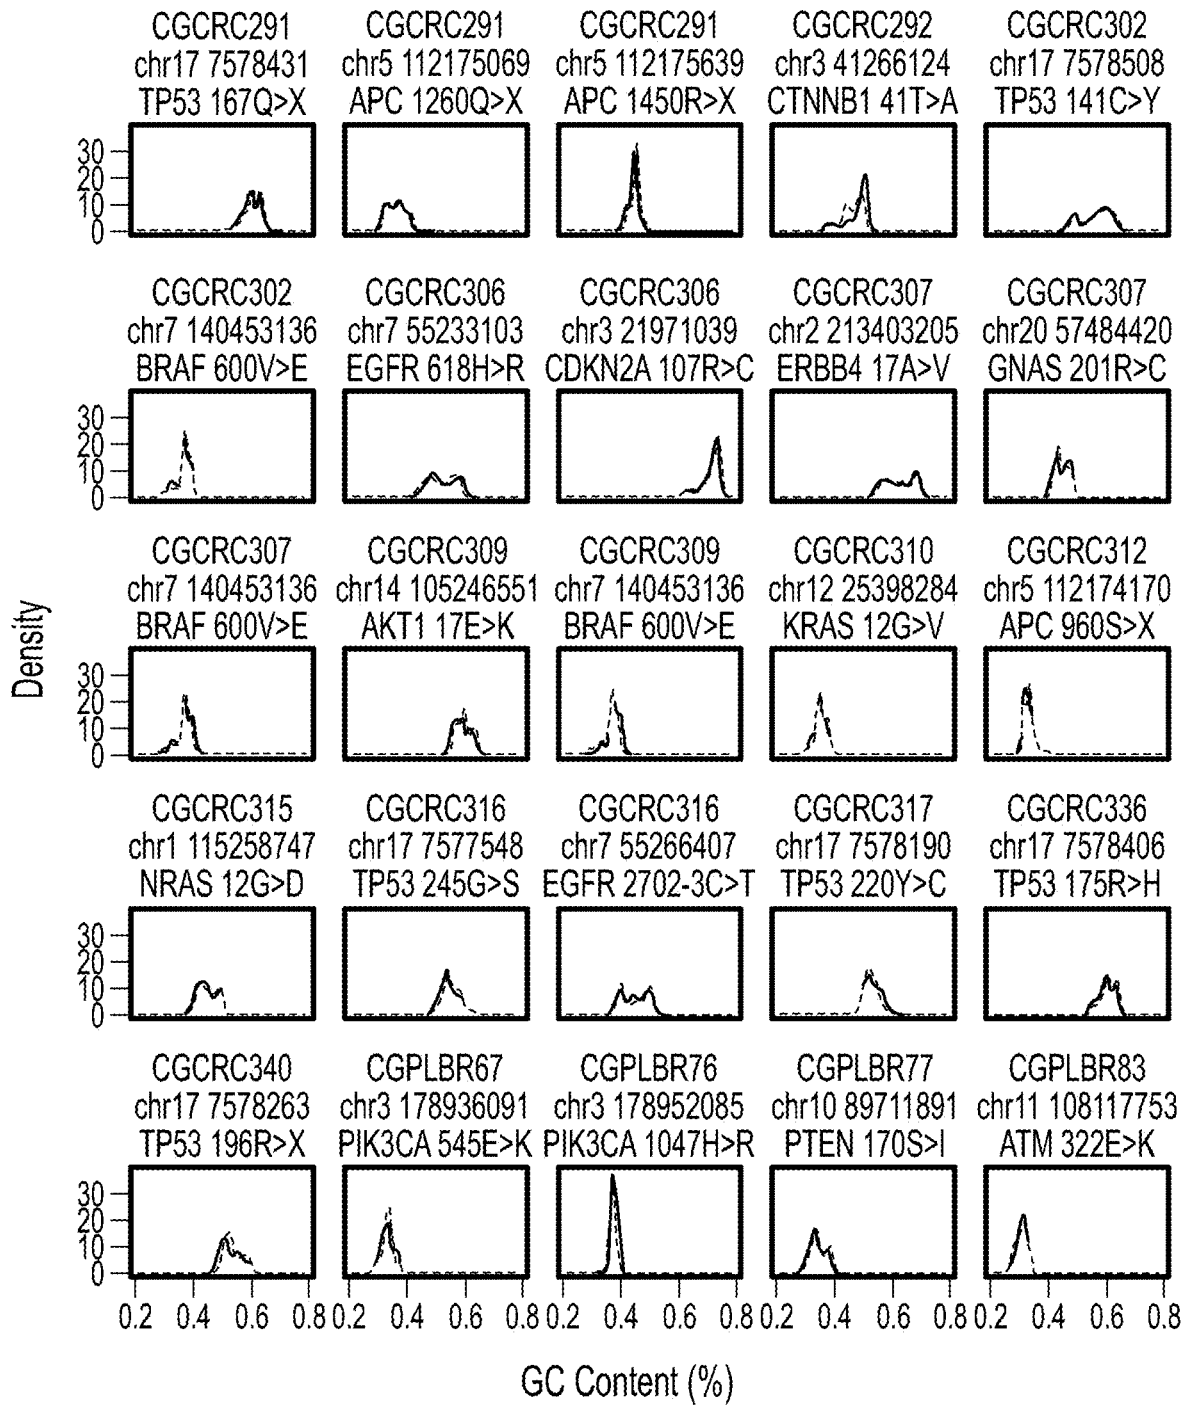 CGCRC291 CGCRC291 CGCRC291 CGCRC292 CGCRC302
chr17 7578431 chr5 112175069 chr5 112175639 chr3 41266124 chr17 7578508
TP53 167Q>X APC 1260Q>X APC 1450R>X CTNNB1 41T>A TP53 141C>Y
30
20
10
0
CGCRC302 CGCRC306 CGCRC306 CGCRC307 CGCRC307
chr7 140453136 chr7 55233103 chr3 21971039 chr2 213403205 chr20 57484420
BRAF 600V>E EGFR 618H>R CDKN2A 107R>C ERBB4 17A>V GNAS 201R>C
30
20
10
0
CGCRC307 CGCRC309 CGCRC309 CGCRC310 CGCRC312
chr7 140453136 chr14 105246551 chr7 140453136 chr12 25398284 chr5 112174170
BRAF 600V>E AKT1 17E>K BRAF 600V>E KRAS 12G>V APC 960S>X
Density
30
20
10
0
CGCRC315 CGCRC316 CGCRC316 CGCRC317 CGCRC336
chr1 115258747 chr17 7577548 chr7 55266407 chr17 7578190 chr17 7578406
NRAS 12G>D TP53 245G>S EGFR 2702-3C>T TP53 220Y>C TP53 175R>H
30
20
10
0
CGCRC340 CGPLBR67 CGPLBR76 CGPLBR77 CGPLBR83
chr17 7578263 chr3 178936091 chr3 178952085 chr10 89711891 chr11 108117753
TP53 196R>X PIK3CA 545E>K PIK3CA 1047H>R PTEN 170S>I ATM 322E>K
30
20
10
0
0.2 0.4 0.6 0.8 0.2 0.4 0.6 0.8 0.2 0.4 0.6 0.8 0.2 0.4 0.6 0.8 0.2 0.4 0.6 0.8
GC Content (%)